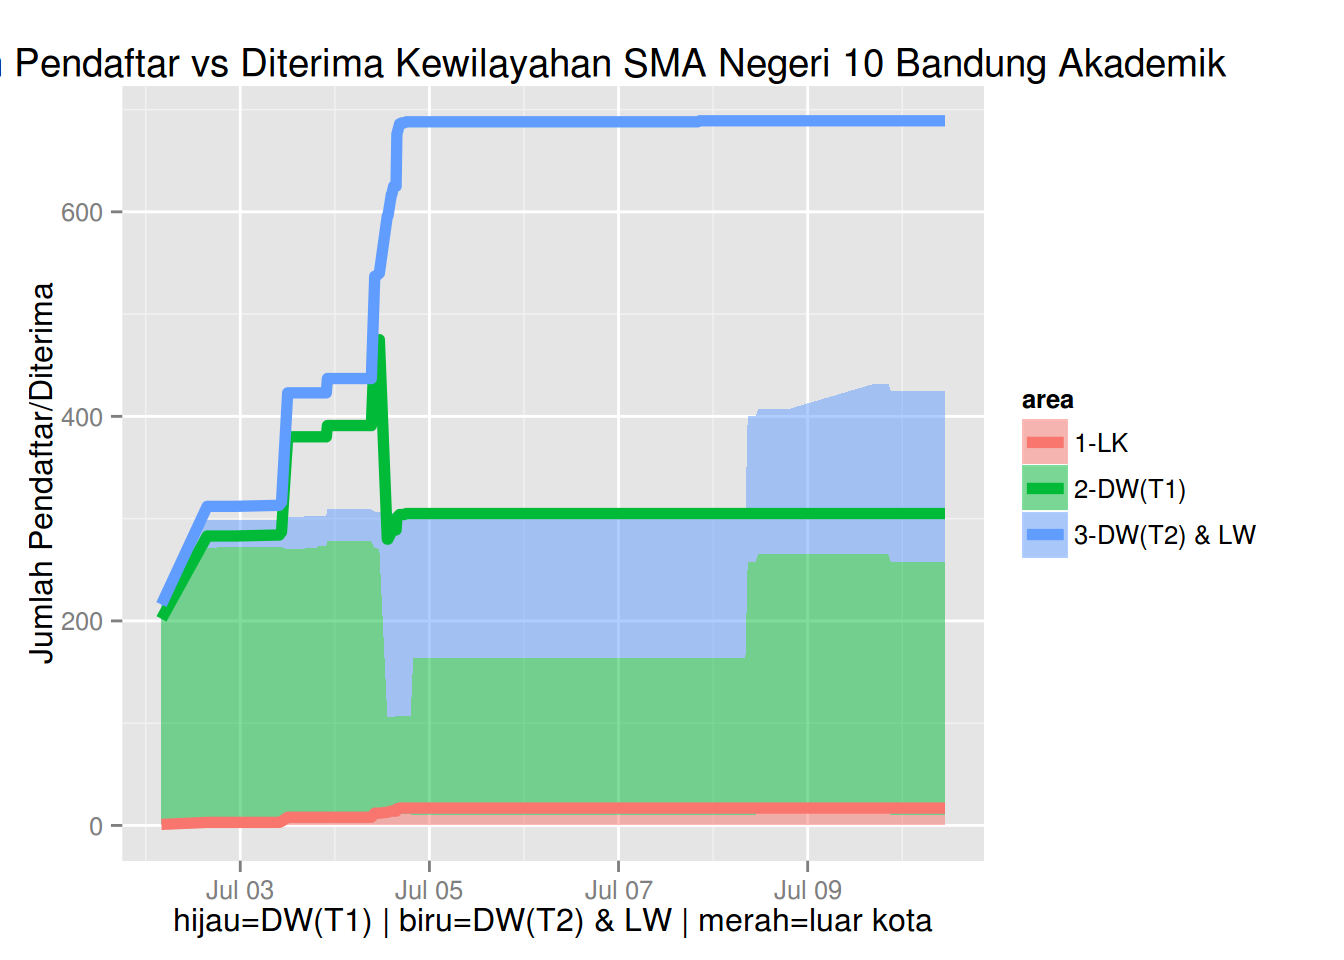 Pendaftar vs Diterima Kewilayahan SMA Negeri 10 Bandung Akademik
Jumlah Pendaftar/Diterima
600
400
200
0
Jul 03
Jul 05
Jul 07
Jul 09
hijau=DW(T1) | biru=DW(T2) & LW | merah=luar kota
area
1-LK
2-DW(T1)
3-DW(T2) & LW